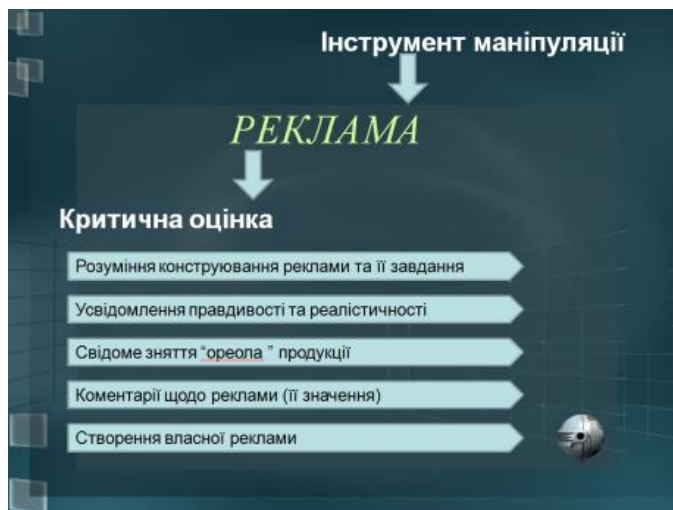 Інструмент маніпуляції
РЕКЛАМА
Критична оцінка
Розуміння конструювання реклами та її завдання
Усвідомлення правдивості та реалістичності
Свідоме зняття “ореола ” продукції
Коментарії щодо реклами (її значення)
Створення власної реклами